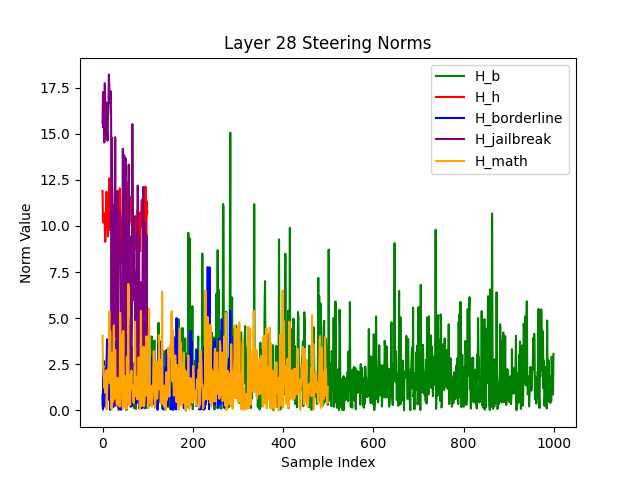 Layer 28 Steering Norms
H_b
H_h
H_borderline
H_jailbreak
H_math
Norm Value
17.5
15.0
12.5
10.0
7.5
5.0
2.5
0.0
0 200 400 600 800 1000
Sample Index